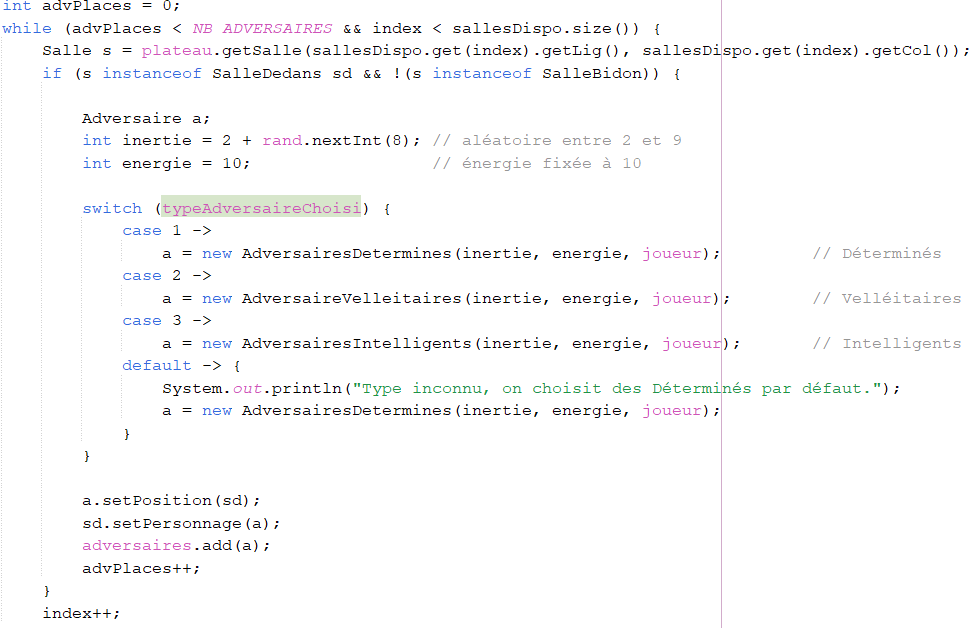 int advPlaces = 0;
while (advPlaces < NB ADVERSAIRES && index < sallesDispo.size()) {
Salle s = plateau.getSalle(sallesDispo.get(index).getLig(), sallesDispo.get(index).getCol());
if (s instanceof SalleDedans sd && !(s instanceof SalleBidon)) {
Adversaire a;
int inertie = 2 + rand.nextInt(8); // aléatoire entre 2 et 9
int energie = 10; // énergie fixée à 10
switch (typeAdversaireChoisi) {
case 1 ->
a = new AdversairesDetermines(inertie, energie, joueur); // Déterminés
case 2 ->
a = new AdversaireVelleitaires(inertie, energie, joueur); // Velléitaires
case 3 ->
a = new AdversairesIntelligents(inertie, energie, joueur); // Intelligents
default -> {
System.out.println("Type inconnu, on choisit des Déterminés par défaut.");
a = new AdversairesDetermines(inertie, energie, joueur);
}
}
a.setPosition(sd);
sd.setPersonnage(a);
adversaires.add(a);
advPlaces++;
}
index++;